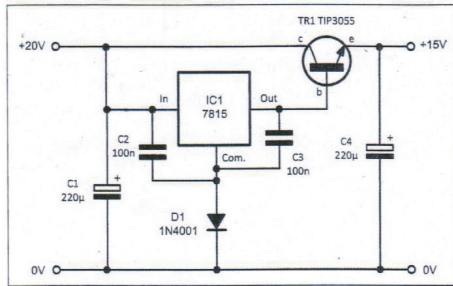 TR1 TIP3055
+20V
c
e
+15V
b
In
IC1
7815
Out
C2
100n
Com.
C3
100n
C4
220µ
+
C1
220µ
+
D1
1N4001
0V
0V